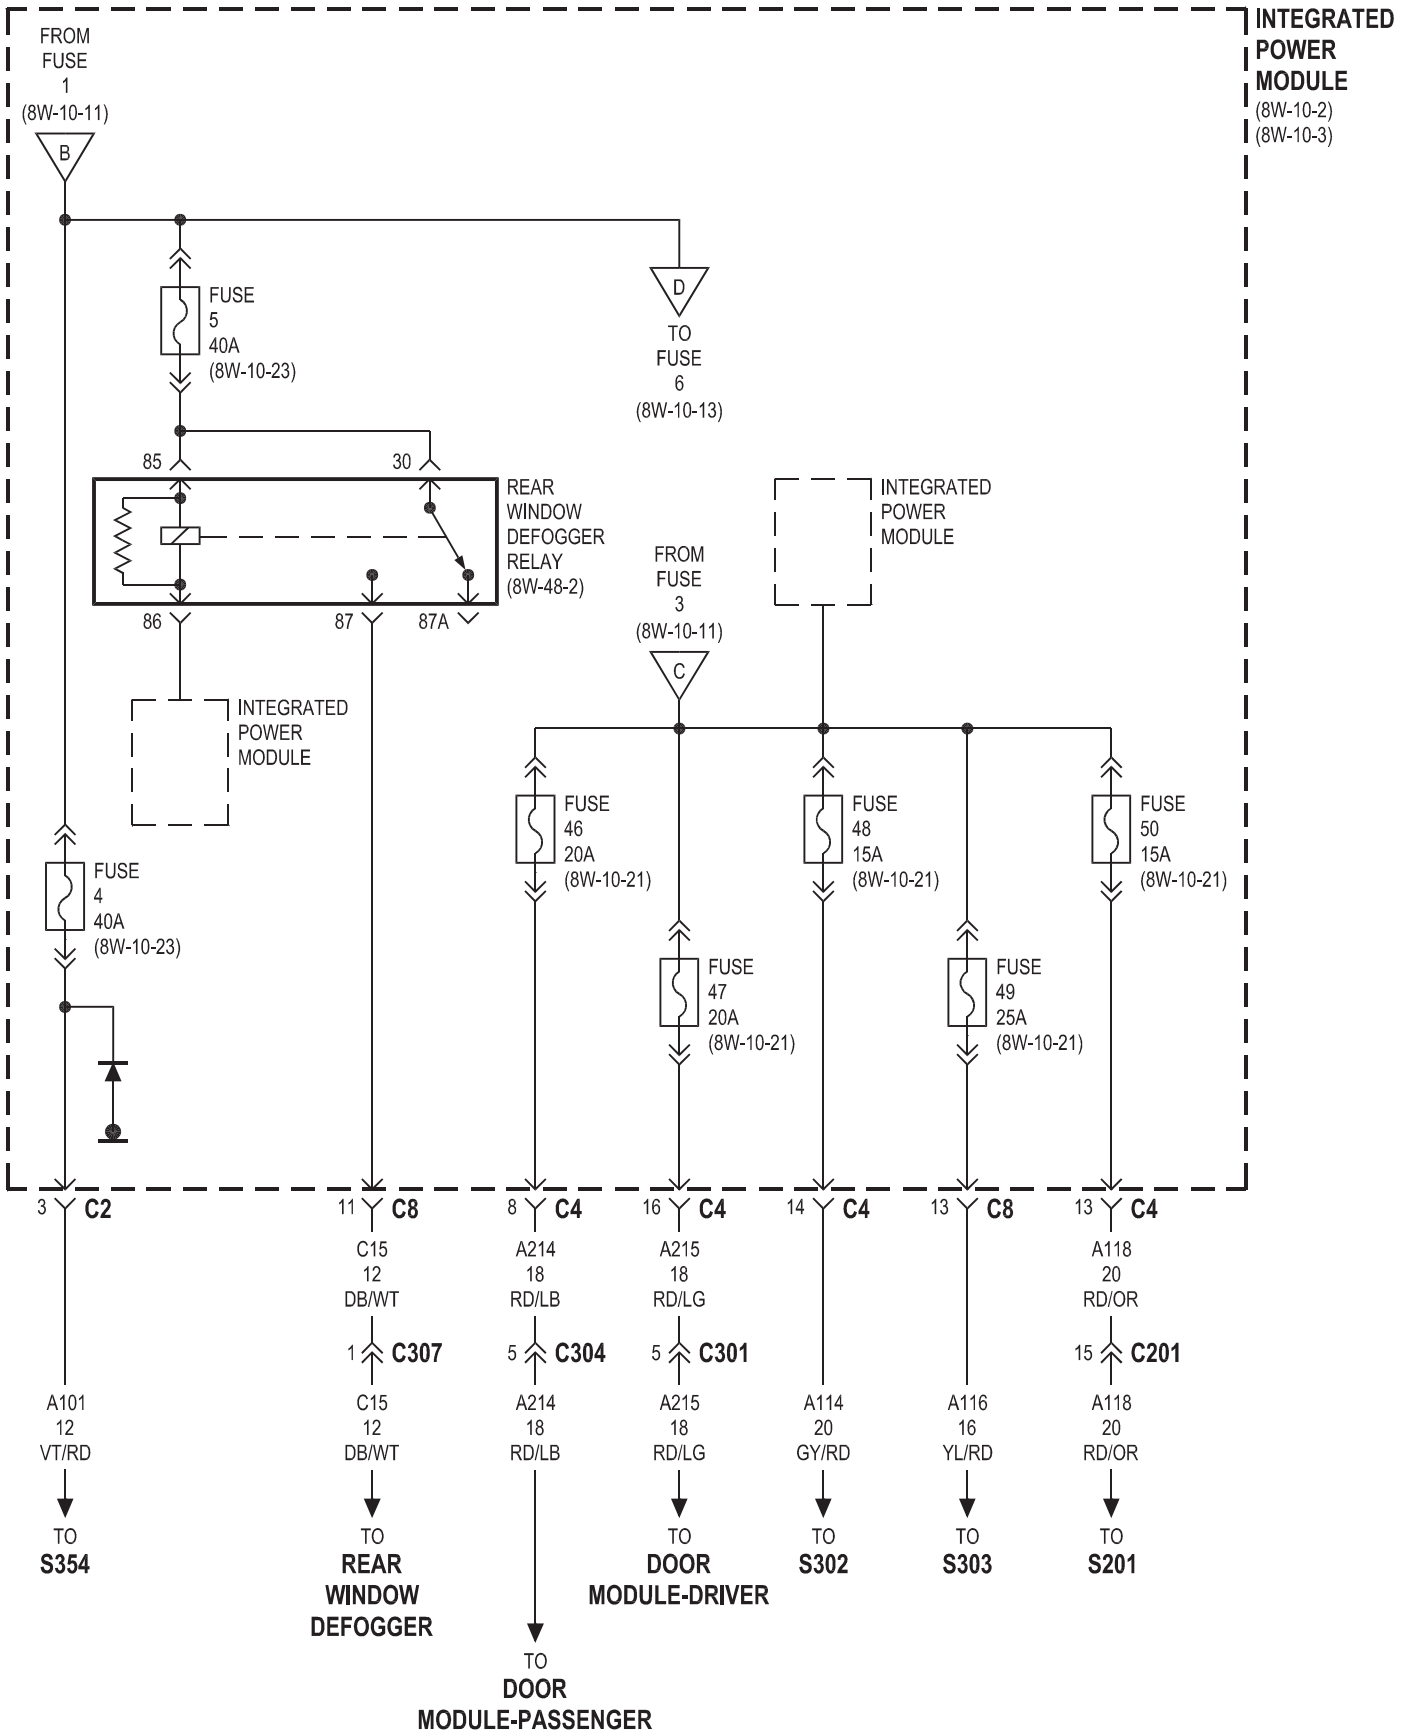 INTEGRATED
POWER
MODULE
(8W-10-2)
(8W-10-3)
FROM
FUSE
1
(8W-10-11)
B
FUSE
5
40A
(8W-10-23)
D
TO
FUSE
6
(8W-10-13)
85
30
REAR
WINDOW
DEFOGGER
RELAY
(8W-48-2)
86
87
87A
INTEGRATED
POWER
MODULE
INTEGRATED
POWER
MODULE
FROM
FUSE
3
(8W-10-11)
C
FUSE
46
20A
(8W-10-21)
FUSE
48
15A
(8W-10-21)
FUSE
50
15A
(8W-10-21)
FUSE
4
40A
(8W-10-23)
FUSE
47
20A
(8W-10-21)
FUSE
49
25A
(8W-10-21)
3 C2
11 C8
8 C4
16 C4
14 C4
13 C8
13 C4
C15
12
DB/WT
A214
18
RD/LB
A215
18
RD/LG
A118
20
RD/OR
1 C307
5 C304
5 C301
15 C201
A101
12
VT/RD
C15
12
DB/WT
A214
18
RD/LB
A215
18
RD/LG
A114
20
GY/RD
A116
16
YL/RD
A118
20
RD/OR
TO
S354
TO
REAR
WINDOW
DEFOGGER
TO
DOOR
MODULE-DRIVER
TO
S302
TO
S303
TO
S201
TO
DOOR
MODULE-PASSENGER